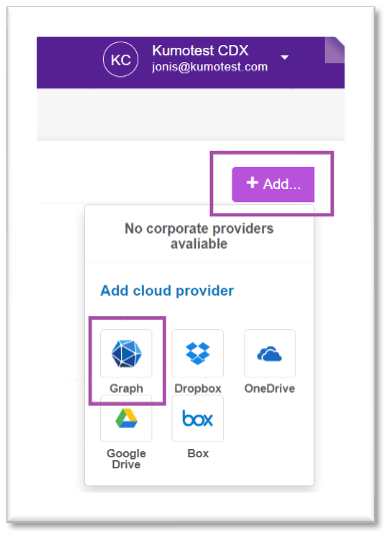 KC
Kumotest CDX
jonis@kumotest.com
+ Add...
No corporate providers
avaliable
Add cloud provider
Graph
Dropbox
OneDrive
box
Google
Drive
Box